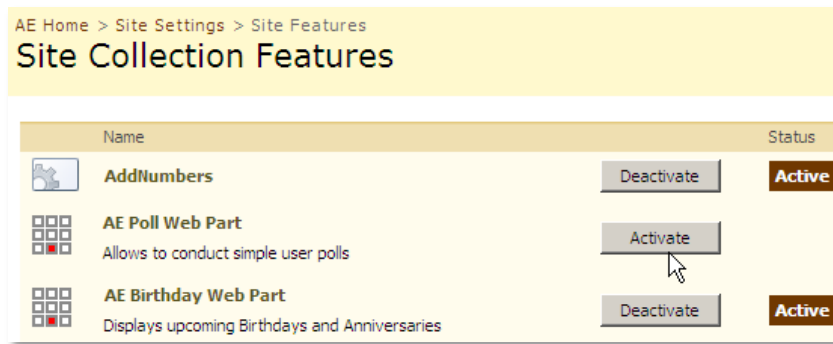 AE Home > Site Settings > Site Features
Site Collection Features
Name Status
AddNumbers Deactivate Active
AE Poll Web Part
Allows to conduct simple user polls
Activate
AE Birthday Web Part
Displays upcoming Birthdays and Anniversaries
Deactivate Active